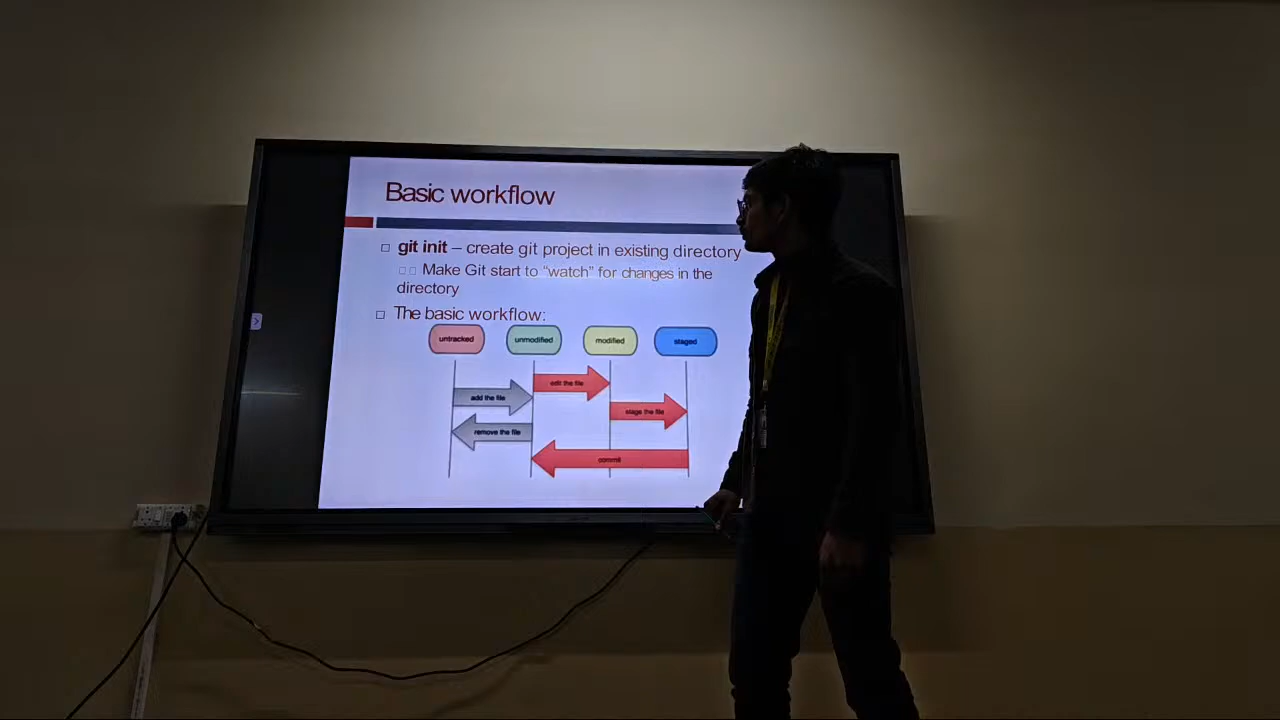 Basic workflow
git init – create git project in existing directory
Make Git start to “watch” for changes in the
directory
The basic workflow:
untracked unmodified modified staged
edit the file
add the file
stage the file
remove the file
commit